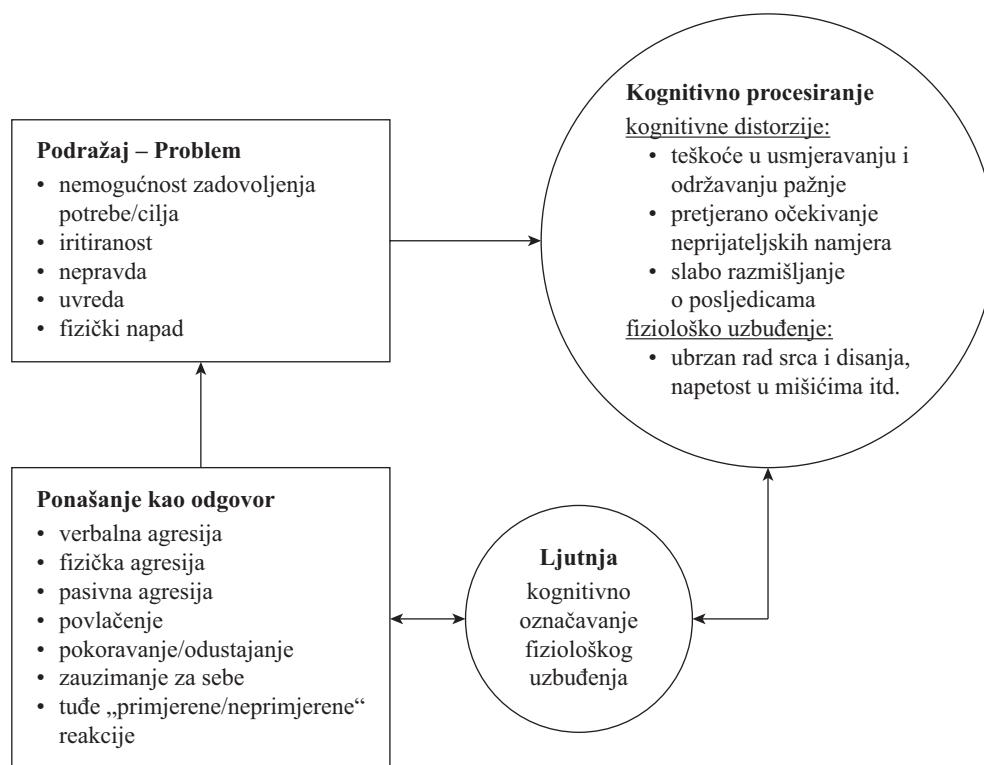 Podražaj – Problem
• nemogućnost zadovoljenja
potrebe/cilja
• iritiranost
• nepravda
• uvreda
• fizički napad
Kognitivno procesiranje
kognitivne distorzije:
• teškoće u usmjeravanju i
održavanju pažnje
• pretjerano očekivanje
neprijateljskih namjera
• slabo razmišljanje
o posljedicama
fiziološko uzbuđenje:
• ubrzan rad srca i disanja,
napetost u mišićima itd.
Ponašanje kao odgovor
• verbalna agresija
• fizička agresija
• pasivna agresija
• povlačenje
• pokoravanje/odustajanje
• zauzimanje za sebe
• tuđe „primjerene/neprimjerene“
reakcije
Ljutnja
kognitivno
označavanje
fiziološkog
uzbuđenja